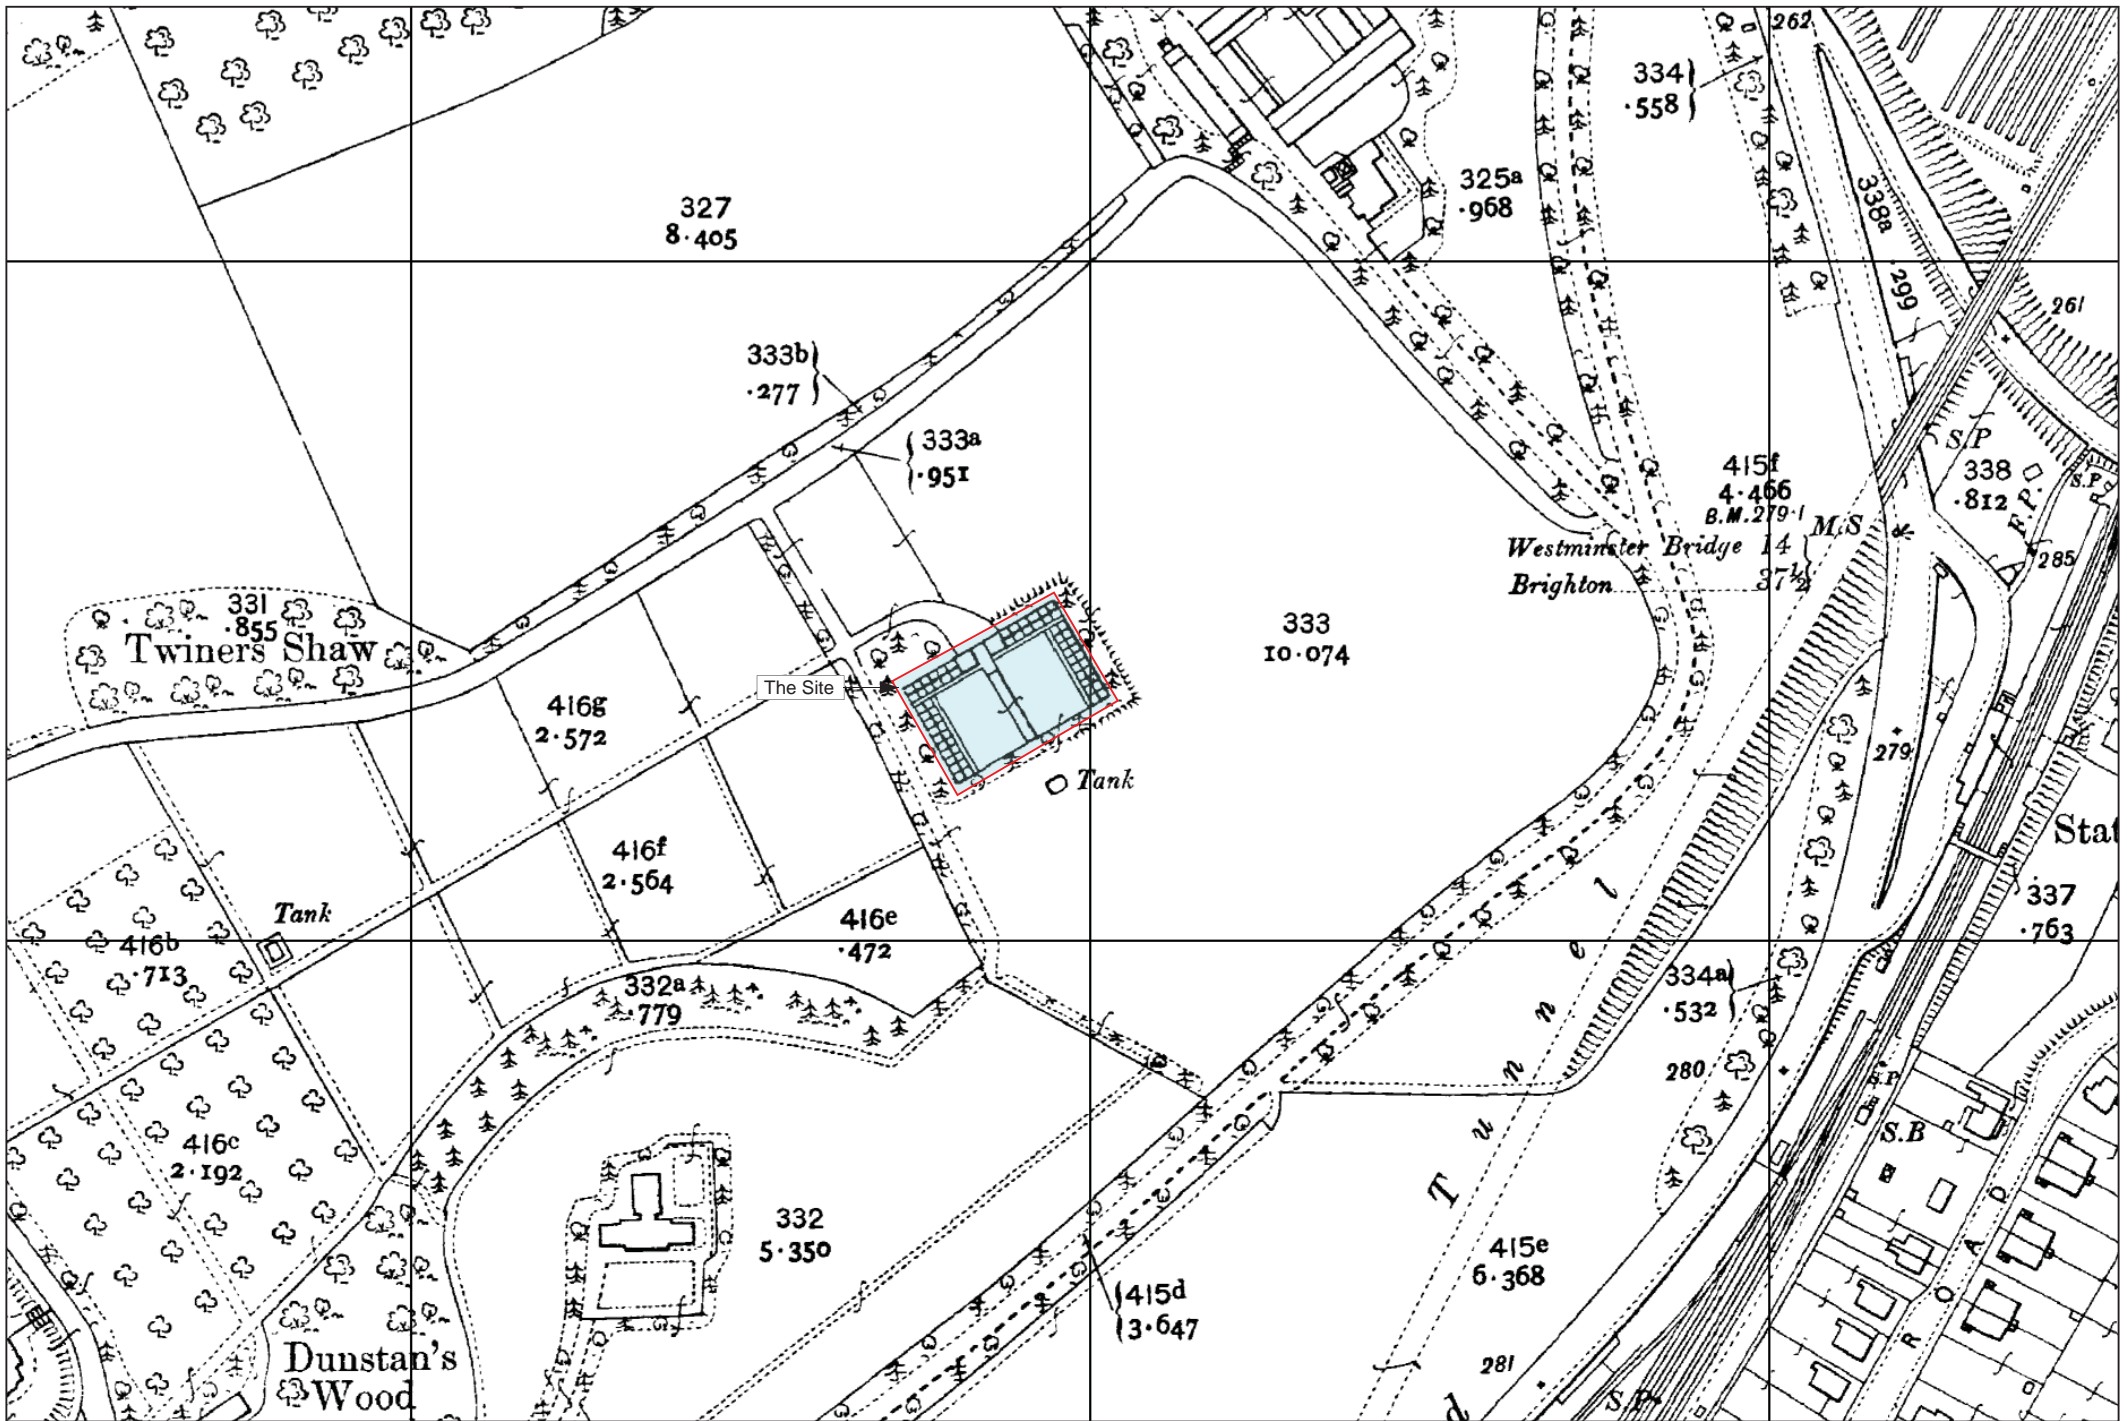 262
334
·558
338a
·299
325a
·968
327
8·405
261
333b
·277
333a
·951
S.P
338
·812
F.P.
S.P
415f
4·466
B.M.279·1
M.S
Westminster Bridge 14
Brighton 37½
285
331
·855
Twiners Shaw
333
10·074
The Site
416g
2·572
Tank
279
Stat
416f
2·564
416e
·472
337
·763
Tank
416b
·713
332a
·779
334a
·532
280
S.P
S.B
Tunnel
416c
2·192
332
5·350
415e
6·368
ROAD
415d
3·647
281
Dunstan's
Wood
S.P.
d